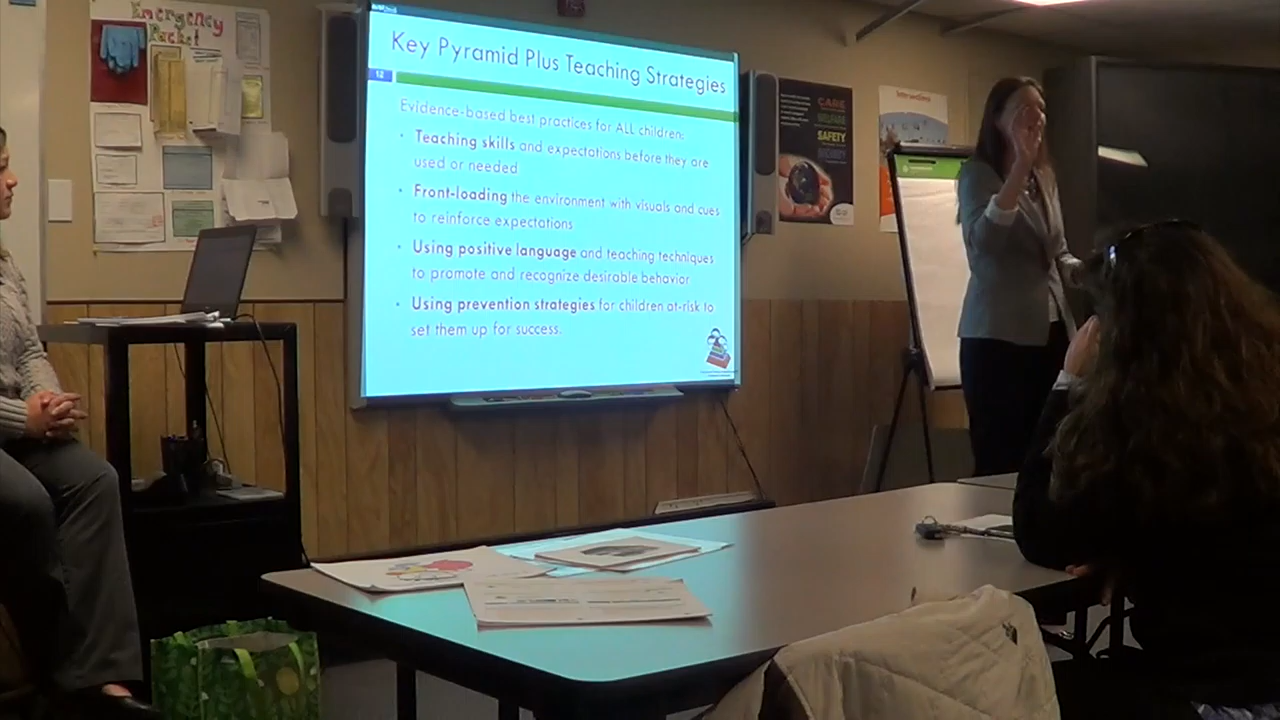 Emergency
Packet
Key Pyramid Plus Teaching Strategies
12
Evidence-based best practices for ALL children:
• Teaching skills and expectations before they are
used or needed
• Front-loading the environment with visuals and cues
to reinforce expectations
• Using positive language and teaching techniques
to promote and recognize desirable behavior
• Using prevention strategies for children at-risk to
set them up for success.
CARE
WELFARE
SAFETY
SECURITY